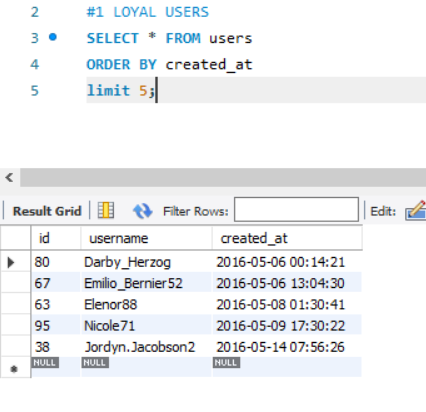 2 #1 LOYAL USERS
3 SELECT * FROM users
4 ORDER BY created_at
5 limit 5;
Result Grid Filter Rows: Edit:
id username created_at
80 Darby_Herzog 2016-05-06 00:14:21
67 Emilio_Bernier52 2016-05-06 13:04:30
63 Elenor88 2016-05-08 01:30:41
95 Nicole71 2016-05-09 17:30:22
38 Jordyn.Jacobson2 2016-05-14 07:56:26
NULL NULL NULL